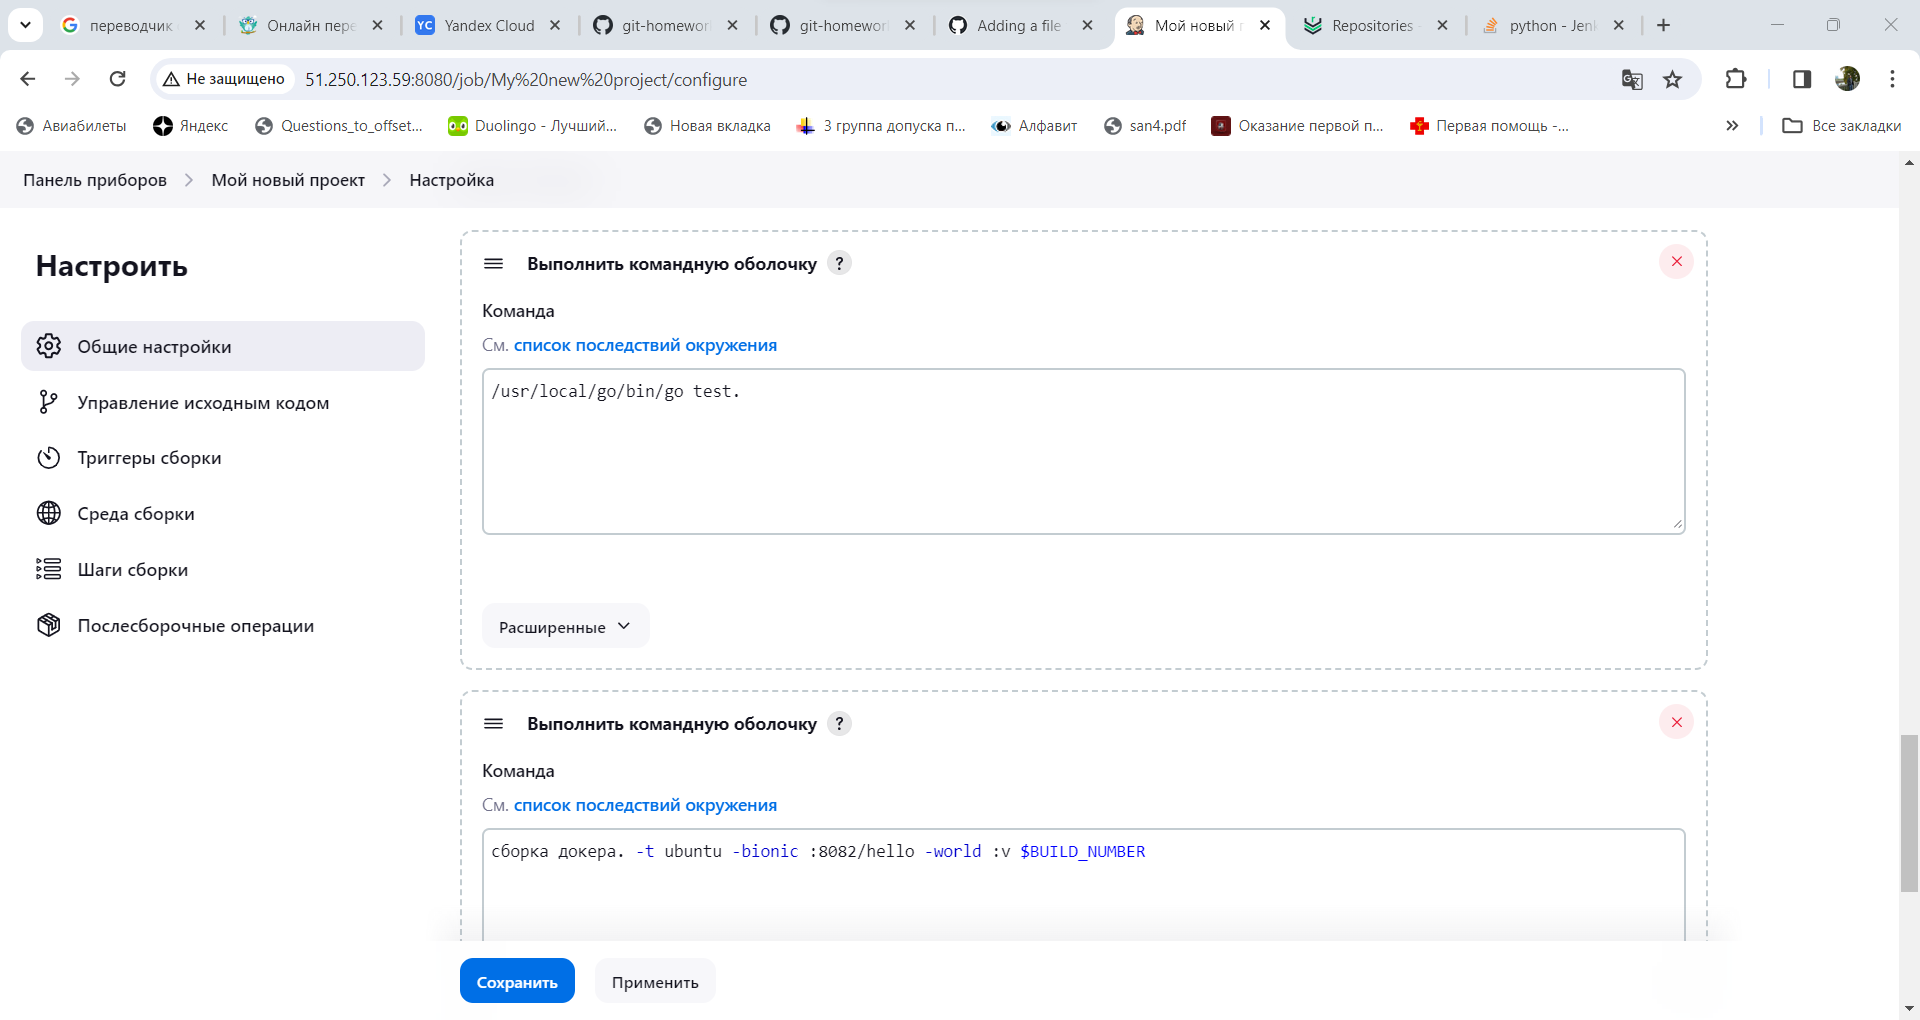 переводчик
Онлайн пере
YC Yandex Cloud
git-homewor
git-homewor
Adding a file
Мой новый п
Repositories
python - Jenk
Не защищено
51.250.123.59:8080/job/My%20new%20project/configure
Авиабилеты
Яндекс
Questions_to_offset...
Duolingo - Лучший...
Новая вкладка
3 группа допуска п...
Алфавит
san4.pdf
Оказание первой п...
Первая помощь -...
Все закладки
Панель приборов > Мой новый проект > Настройка
Настроить
Общие настройки
Управление исходным кодом
Триггеры сборки
Среда сборки
Шаги сборки
Послесборочные операции
Выполнить командную оболочку ?
Команда
См. список последствий окружения
/usr/local/go/bin/go test.
Расширенные
Выполнить командную оболочку ?
Команда
См. список последствий окружения
сборка докера. -t ubuntu -bionic :8082/hello -world :v $BUILD_NUMBER
Сохранить
Применить